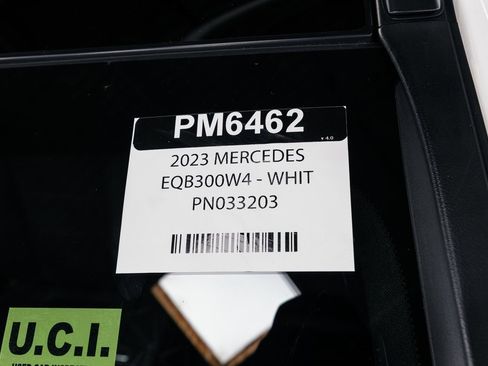 PM6462
v 4.0
2023 MERCEDES
EQB300W4 - WHIT
PN033203
U.C.I.